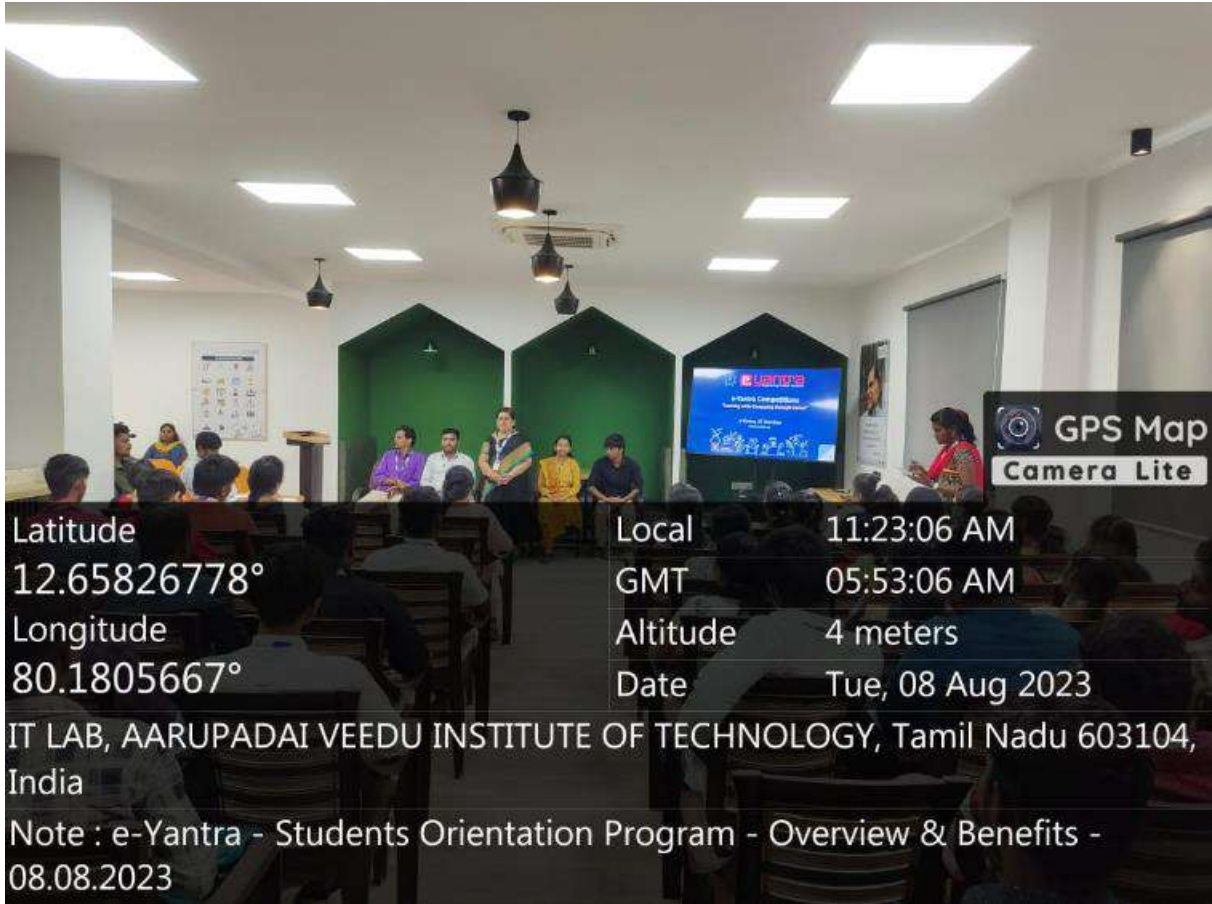 e-Yantra Competitions
GPS Map
Camera Lite
Latitude
12.65826778°
Longitude
80.1805667°
Local 11:23:06 AM
GMT 05:53:06 AM
Altitude 4 meters
Date Tue, 08 Aug 2023
IT LAB, AARUPADAI VEEDU INSTITUTE OF TECHNOLOGY, Tamil Nadu 603104,
India
Note : e-Yantra - Students Orientation Program - Overview & Benefits -
08.08.2023